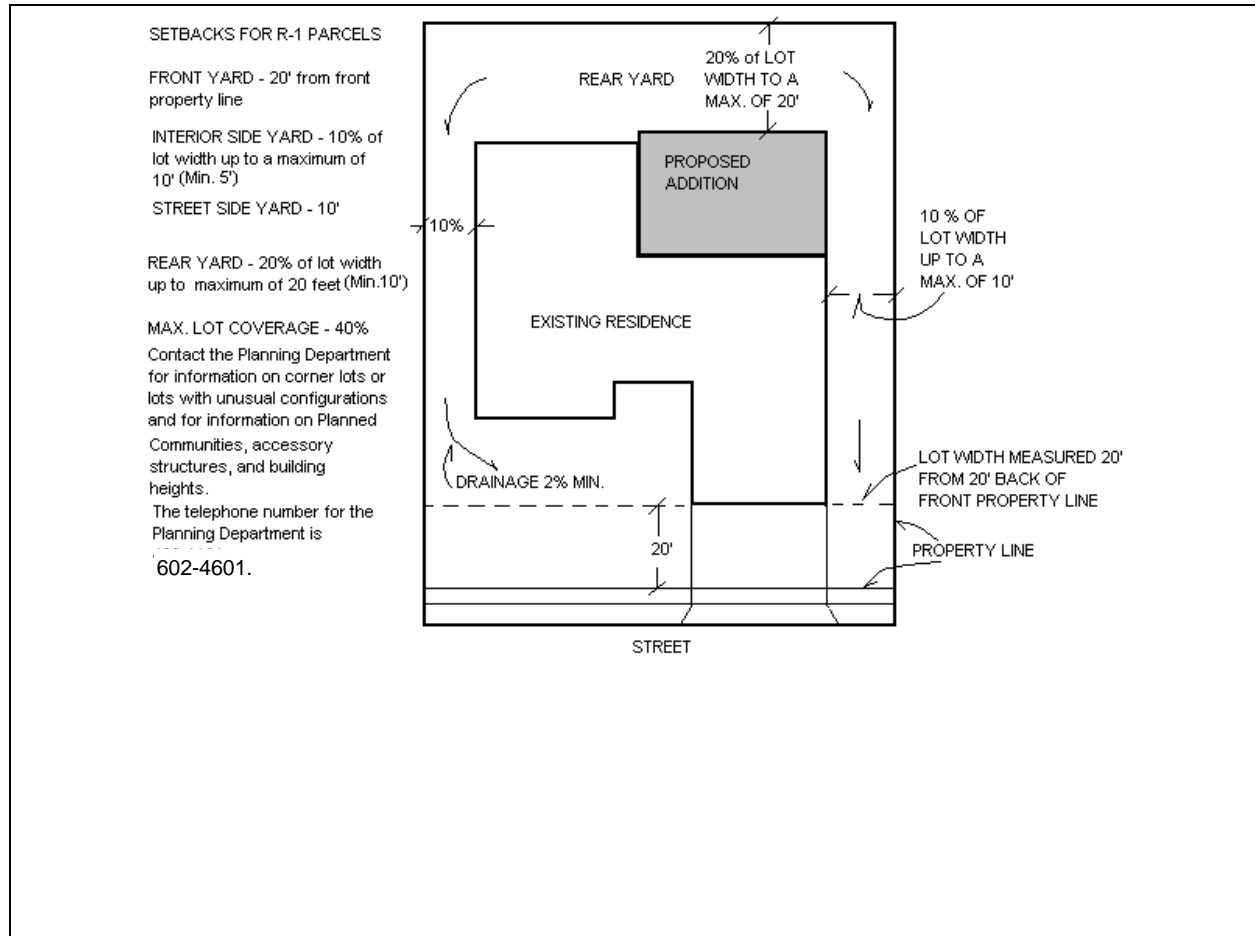 SETBACKS FOR R-1 PARCELS
FRONT YARD - 20' from front
property line
INTERIOR SIDE YARD - 10% of
lot width up to a maximum of
10' (Min. 5')
STREET SIDE YARD - 10'
REAR YARD - 20% of lot width
up to maximum of 20 feet (Min.10')
MAX. LOT COVERAGE - 40%
Contact the Planning Department
for information on corner lots or
lots with unusual configurations
and for information on Planned
Communities, accessory
structures, and building
heights.
The telephone number for the
Planning Department is
602-4601.
REAR YARD
20% of LOT
WIDTH TO A
MAX. OF 20'
PROPOSED
ADDITION
10%
10 % OF
LOT WIDTH
UP TO A
MAX. OF 10'
EXISTING RESIDENCE
DRAINAGE 2% MIN.
LOT WIDTH MEASURED 20'
FROM 20' BACK OF
FRONT PROPERTY LINE
20'
PROPERTY LINE
STREET